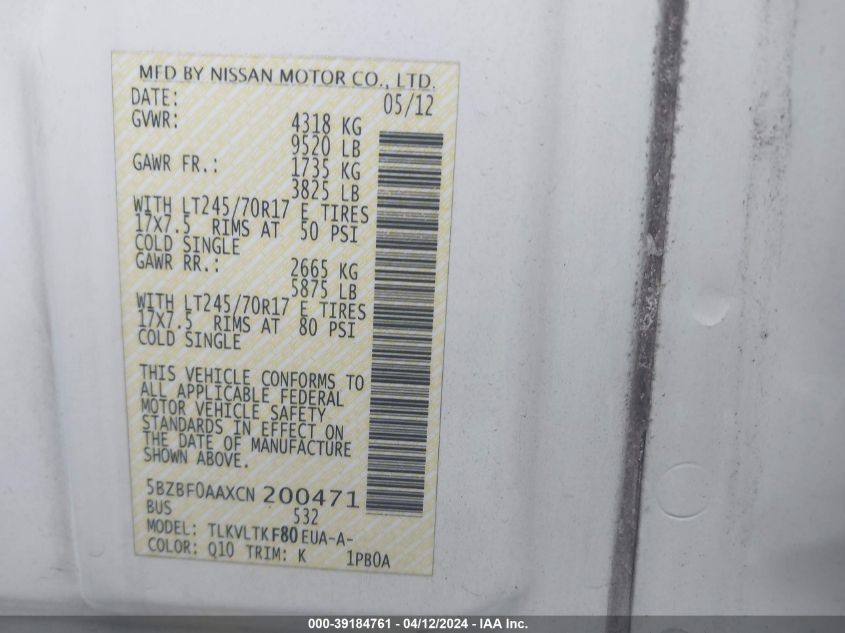 MFD BY NISSAN MOTOR CO., LTD.
DATE: 05/12
GVWR: 4318 KG
9520 LB
GAWR FR.: 1735 KG
3825 LB
WITH LT245/70R17 E TIRES
17X7.5 RIMS AT 50 PSI
COLD SINGLE
GAWR RR.: 2665 KG
5875 LB
WITH LT245/70R17 E TIRES
17X7.5 RIMS AT 80 PSI
COLD SINGLE
THIS VEHICLE CONFORMS TO
ALL APPLICABLE FEDERAL
MOTOR VEHICLE SAFETY
STANDARDS IN EFFECT ON
THE DATE OF MANUFACTURE
SHOWN ABOVE.
5BZBF0AAXCN 200471
BUS 532
MODEL: TLKVLTKF80EUA-A-
COLOR: Q10 TRIM: K 1PB0A
000-39184761 - 04/12/2024 - IAA Inc.